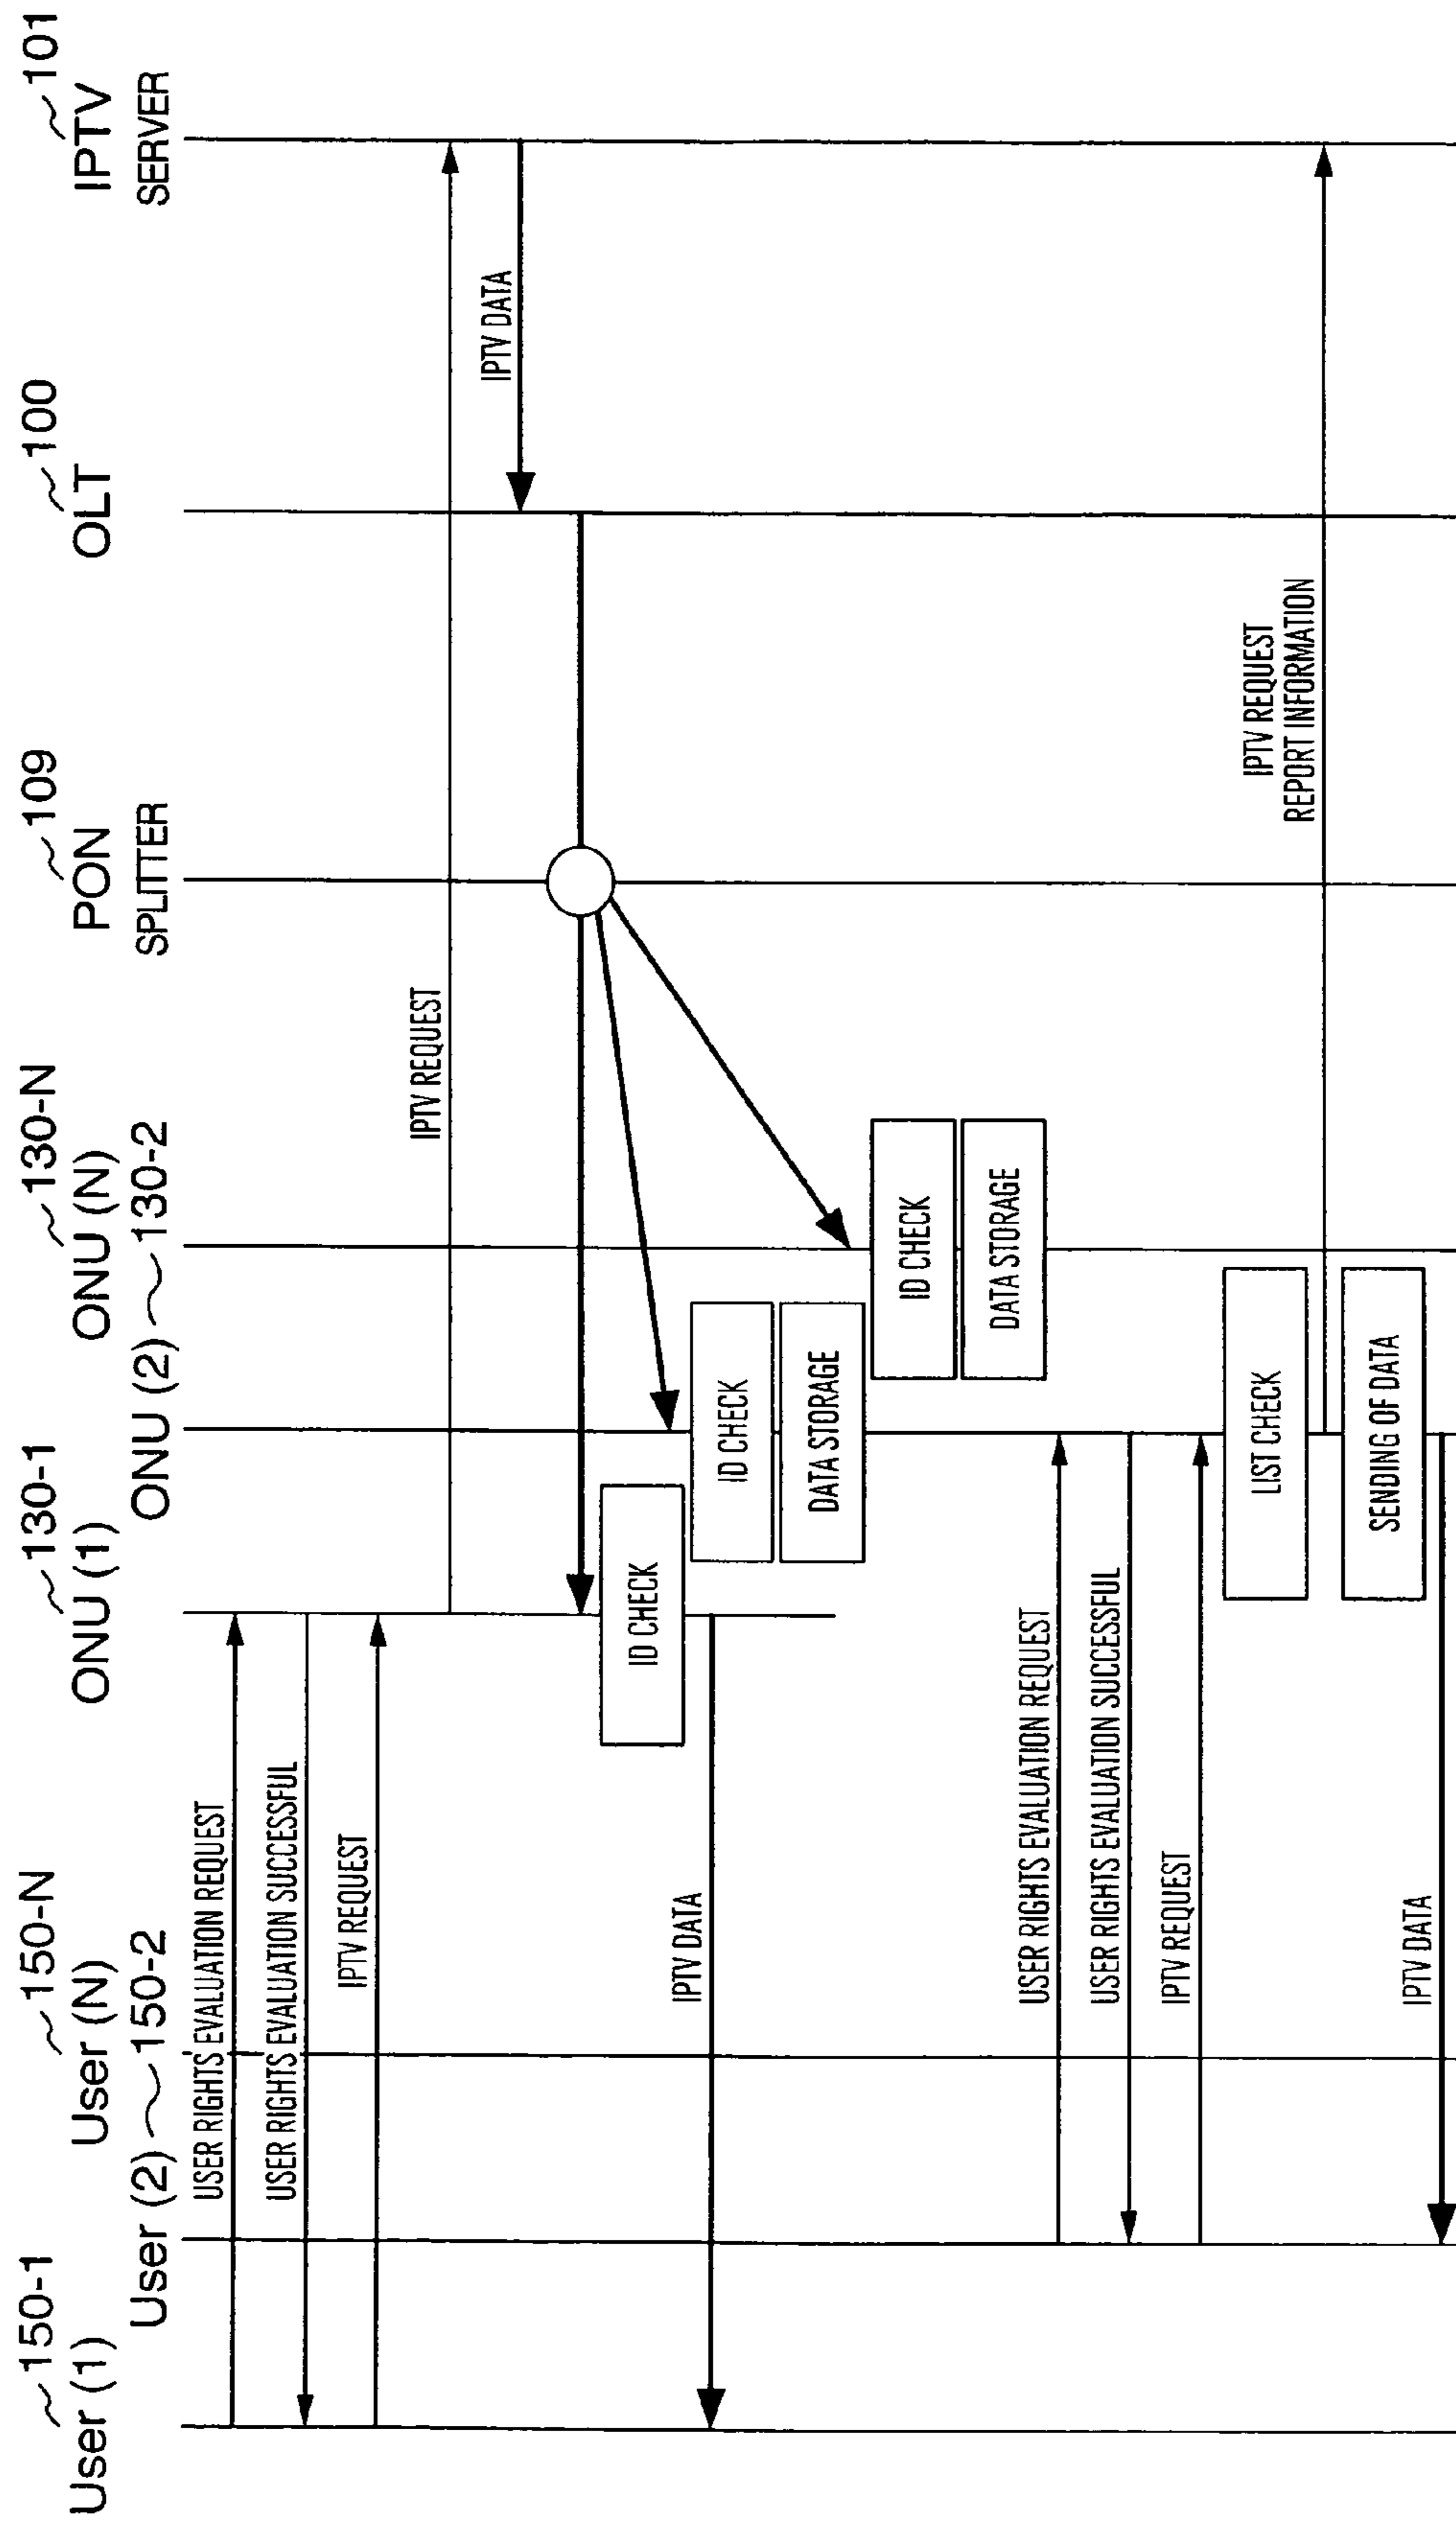 150-1
User (1)
150-N
User (N)
User (2) 150-2
130-1
ONU (1)
130-N
ONU (N)
ONU (2) 130-2
109
PON
SPLITTER
100
OLT
101
IPTV
SERVER
USER RIGHTS EVALUATION REQUEST
USER RIGHTS EVALUATION SUCCESSFUL
IPTV REQUEST
IPTV REQUEST
IPTV DATA
ID CHECK
ID CHECK
DATA STORAGE
IPTV DATA
ID CHECK
DATA STORAGE
USER RIGHTS EVALUATION REQUEST
USER RIGHTS EVALUATION SUCCESSFUL
IPTV REQUEST
LIST CHECK
IPTV REQUEST
REPORT INFORMATION
SENDING OF DATA
IPTV DATA